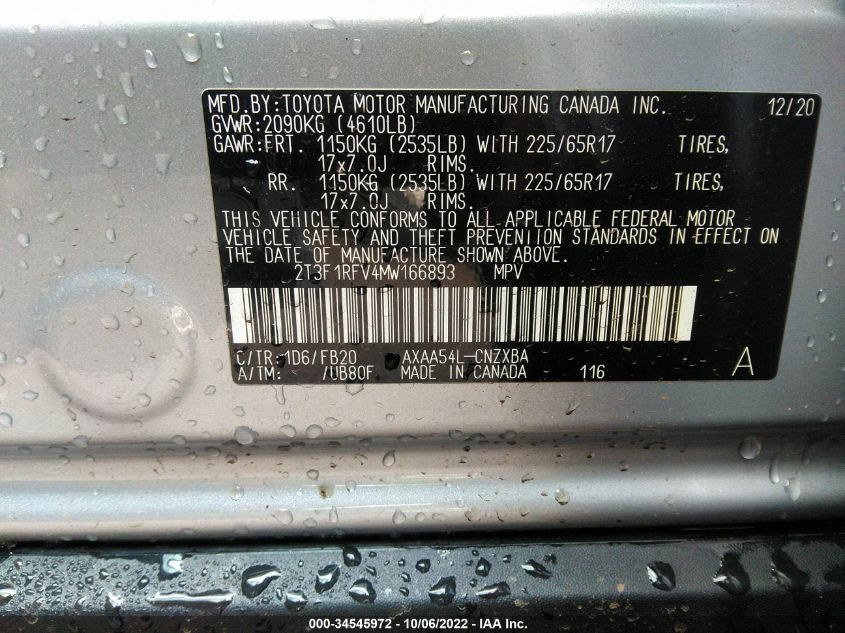 MFD.BY:TOYOTA MOTOR MANUFACTURING CANADA INC. 12/20
GVWR:2090KG (4610LB)
GAWR:FRT. 1150KG (2535LB) WITH 225/65R17 TIRES,
17x7.0J RIMS.
RR. 1150KG (2535LB) WITH 225/65R17 TIRES,
17x7.0J RIMS.
THIS VEHICLE CONFORMS TO ALL APPLICABLE FEDERAL MOTOR
VEHICLE SAFETY AND THEFT PREVENTION STANDARDS IN EFFECT ON
THE DATE OF MANUFACTURE SHOWN ABOVE.
2T3F1RFV4MW166893 MPV
C/TR:1D6/FB20 AXAA54L-CNZXBA
A/TM: /UB80F MADE IN CANADA 116 A
000-34545972 - 10/06/2022 - IAA Inc.